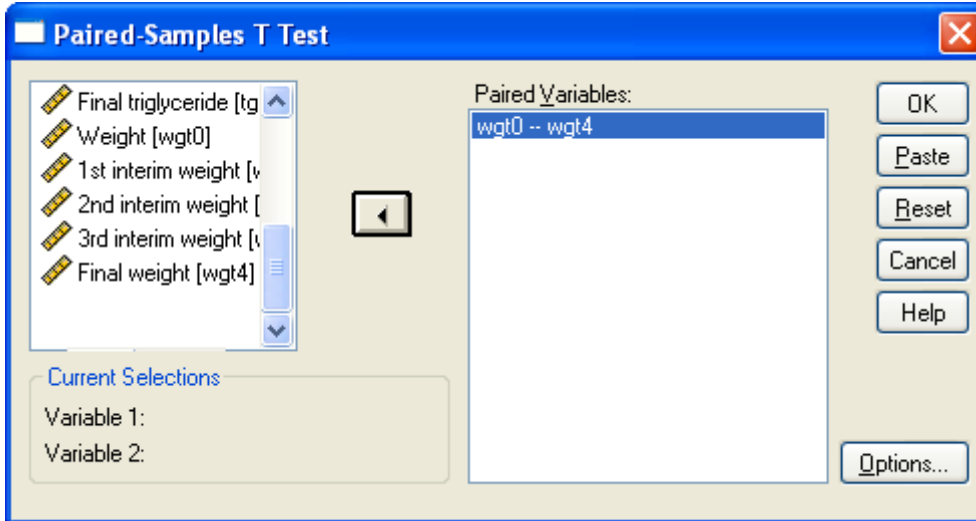 Paired-Samples T Test
Final triglyceride [tg
Weight [wgt0]
1st interim weight [w
2nd interim weight [
3rd interim weight [w
Final weight [wgt4]
Current Selections
Variable 1:
Variable 2:
Paired Variables:
wgt0 -- wgt4
OK
Paste
Reset
Cancel
Help
Options...